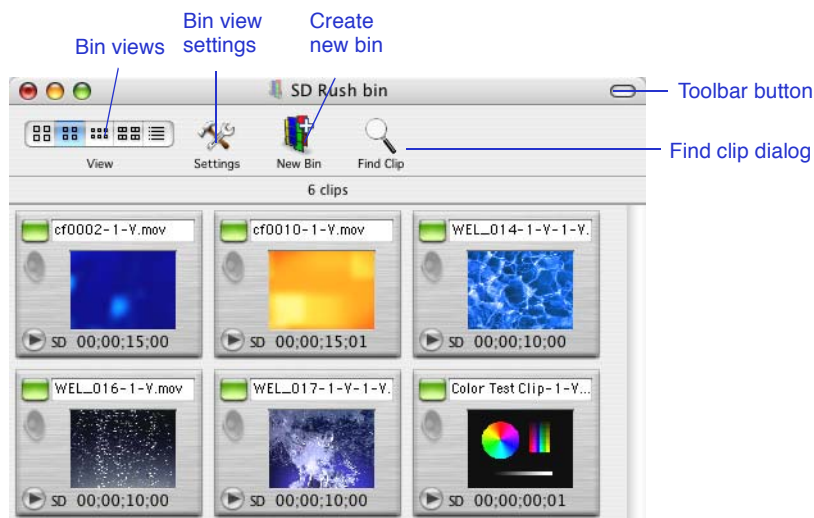 Bin views
Bin view
settings
Create
new bin
SD Rush bin
Toolbar button
View
Settings
New Bin
Find Clip
Find clip dialog
6 clips
cf0002-1-Y.mov
cf0010-1-Y.mov
WEL_014-1-Y-1-Y.
SD 00;00;15;00
SD 00;00;15;01
SD 00;00;10;00
WEL_016-1-Y.mov
WEL_017-1-Y-1-Y.
Color Test Clip-1-Y...
SD 00;00;10;00
SD 00;00;10;00
SD 00;00;00;01